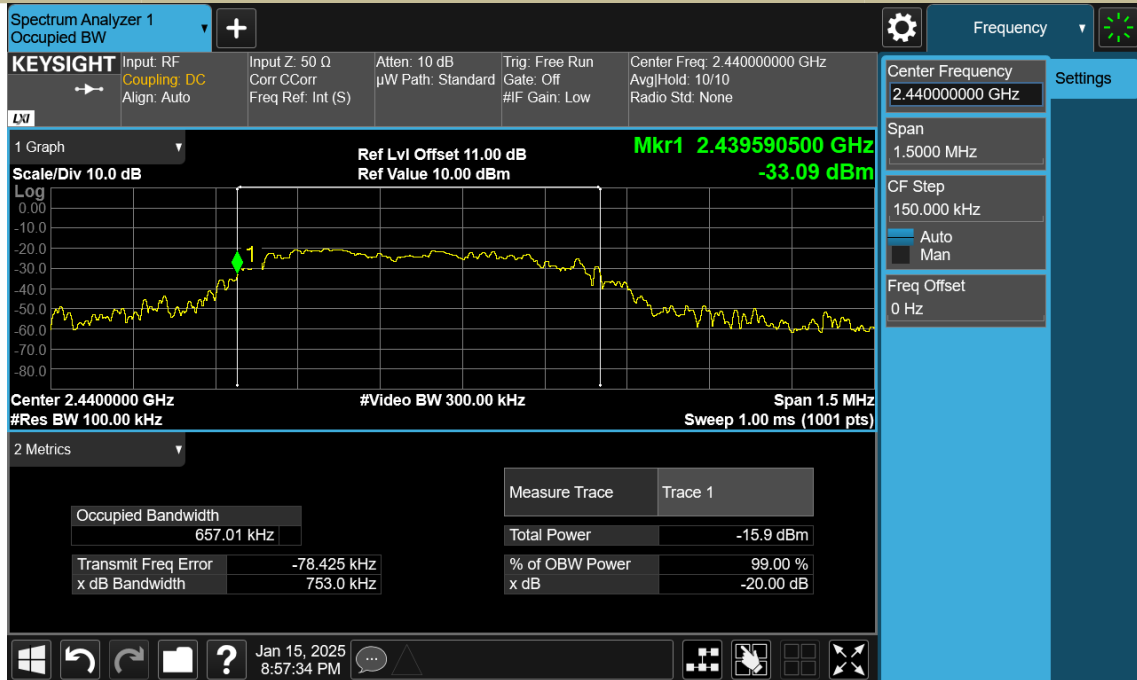 Spectrum Analyzer 1
Occupied BW
Frequency
KEYSIGHT
LXI
Input: RF
Coupling: DC
Align: Auto
Input Z: 50 Ω
Corr CCorr
Freq Ref: Int (S)
Atten: 10 dB
µW Path: Standard
Trig: Free Run
Gate: Off
#IF Gain: Low
Center Freq: 2.440000000 GHz
Avg|Hold: 10/10
Radio Std: None
Center Frequency
2.440000000 GHz
Settings
Span
1.5000 MHz
CF Step
150.000 kHz
Auto
Man
Freq Offset
0 Hz
1 Graph
Scale/Div 10.0 dB
Ref Lvl Offset 11.00 dB
Ref Value 10.00 dBm
Mkr1 2.439590500 GHz
-33.09 dBm
Log
0.00
-10.0
-20.0
-30.0
-40.0
-50.0
-60.0
-70.0
-80.0
1
Center 2.4400000 GHz
#Res BW 100.00 kHz
#Video BW 300.00 kHz
Span 1.5 MHz
Sweep 1.00 ms (1001 pts)
2 Metrics
Measure Trace Trace 1
Occupied Bandwidth
657.01 kHz
Total Power -15.9 dBm
Transmit Freq Error -78.425 kHz
% of OBW Power 99.00 %
x dB Bandwidth 753.0 kHz
x dB -20.00 dB
Jan 15, 2025
8:57:34 PM